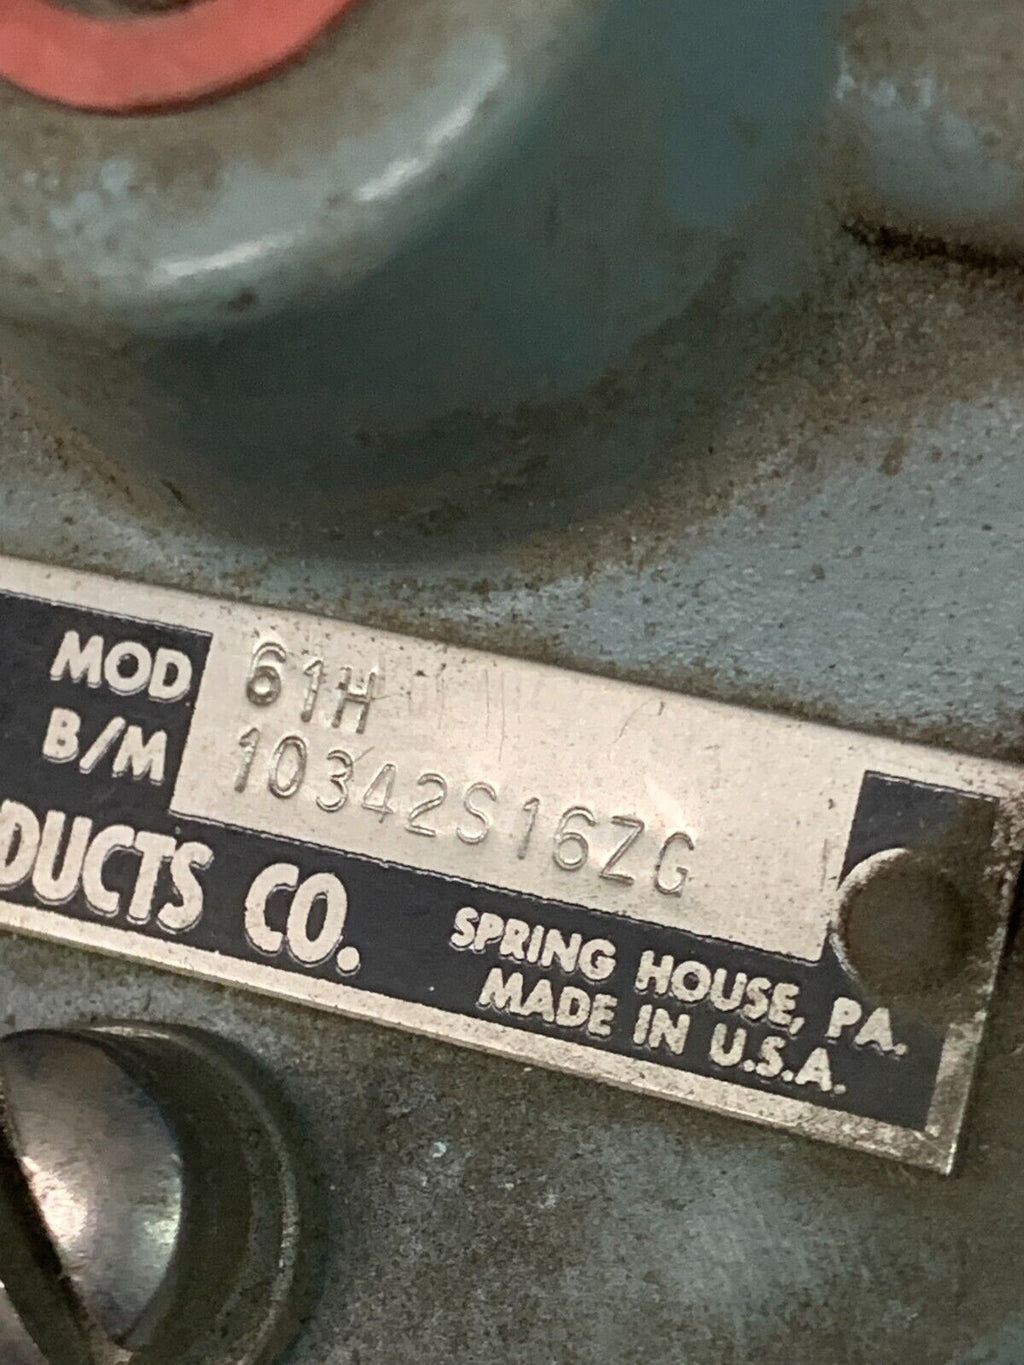 MOD 61H
B/M 10342S16ZG
DUCTS CO.
SPRING HOUSE, PA.
MADE IN U.S.A.